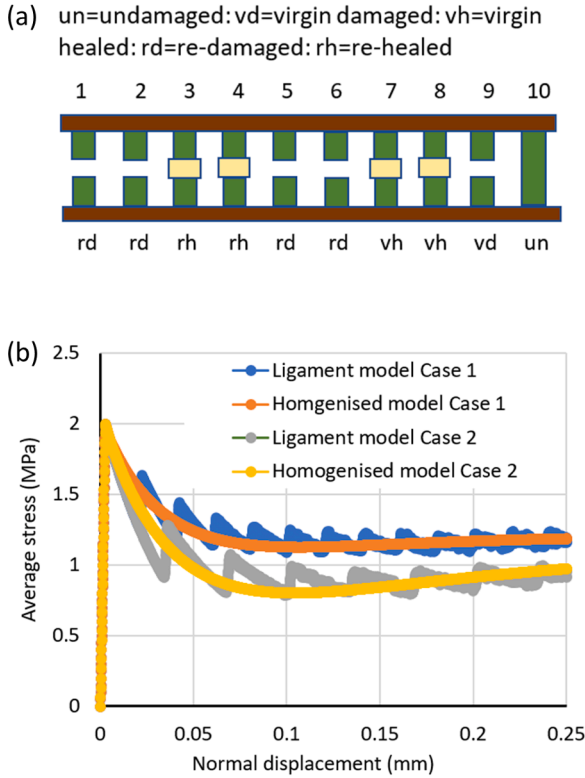 (a)
un=undamaged: vd=virgin damaged: vh=virgin
healed: rd=re-damaged: rh=re-healed
1 2 3 4 5 6 7 8 9 10
rd rd rh rh rd rd vh vh vd un
(b)
2.5
2
1.5
1
0.5
0
Average stress (MPa)
Ligament model Case 1
Homgenised model Case 1
Ligament model Case 2
Homogenised model Case 2
0 0.05 0.1 0.15 0.2 0.25
Normal displacement (mm)